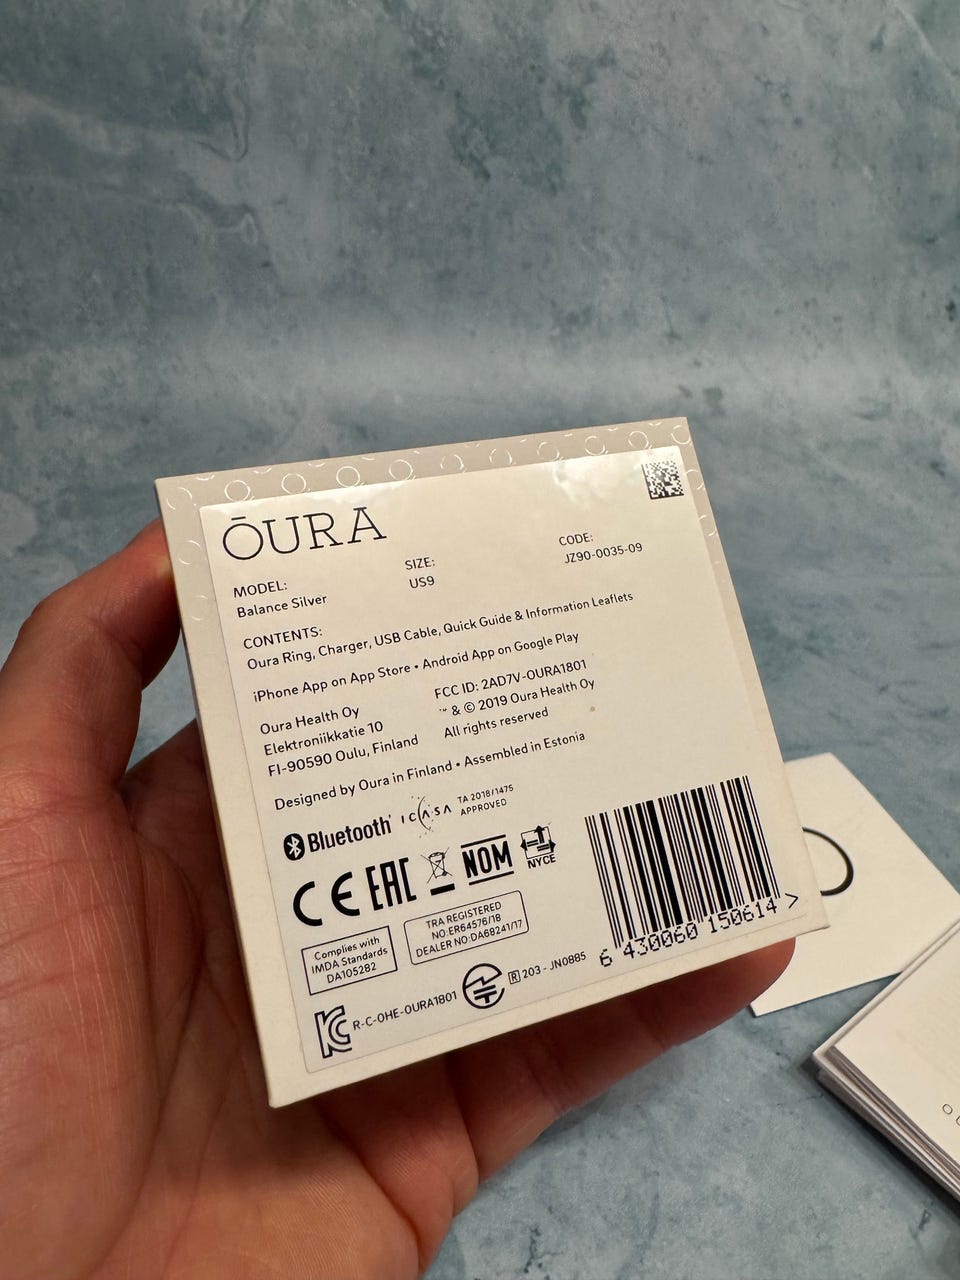 ŌURA
MODEL:
Balance Silver
SIZE:
US9
CODE:
JZ90-0035-09
CONTENTS:
Oura Ring, Charger, USB Cable, Quick Guide & Information Leaflets
iPhone App on App Store • Android App on Google Play
Oura Health Oy
Elektroniikkatie 10
FI-90590 Oulu, Finland
FCC ID: 2AD7V-OURA1801
™ & © 2019 Oura Health Oy
All rights reserved
Designed by Oura in Finland • Assembled in Estonia
Bluetooth®
ICASA
TA 2018/1475
APPROVED
CE EAC NOM NYCE
Complies with
IMDA Standards
DA105282
TRA REGISTERED
NO:ER64576/18
DEALER NO:DA68241/17
6 430060 150614 >
KC R-C-OHE-OURA1801
R 203 - JN0885